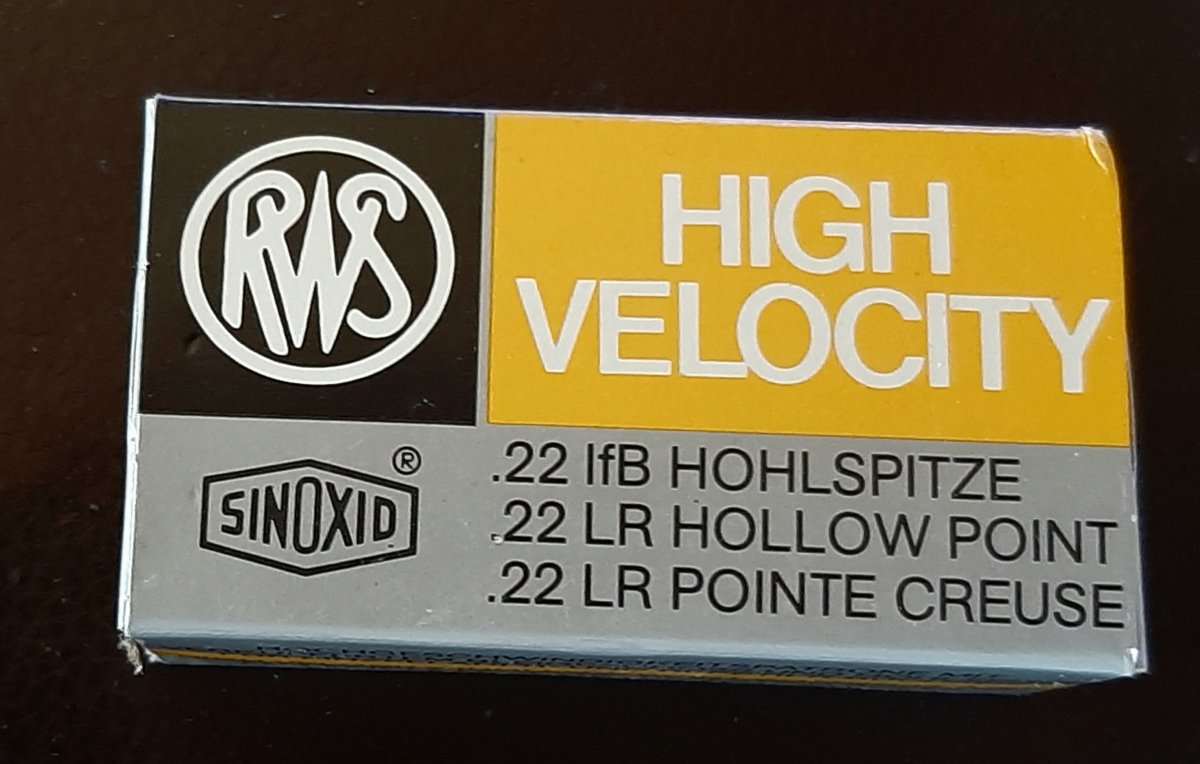 RWS
HIGH
VELOCITY
SINOXID®
.22 lfB HOHLSPITZE
.22 LR HOLLOW POINT
.22 LR POINTE CREUSE